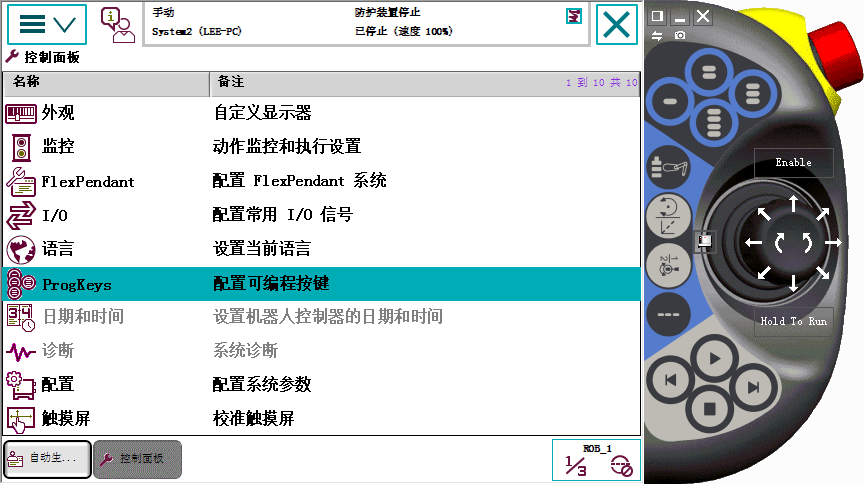 手动
防护装置停止
System2 (LEE-PC)
已停止 (速度 100%)
控制面板
名称
备注
1 到 10 共 10
外观
自定义显示器
监控
动作监控和执行设置
FlexPendant
配置 FlexPendant 系统
I/O
配置常用 I/O 信号
语言
设置当前语言
ProgKeys
配置可编程按键
日期和时间
设置机器人控制器的日期和时间
诊断
系统诊断
配置
配置系统参数
触摸屏
校准触摸屏
自动生...
控制面板
ROB_1
1/3
Enable
Hold To Run